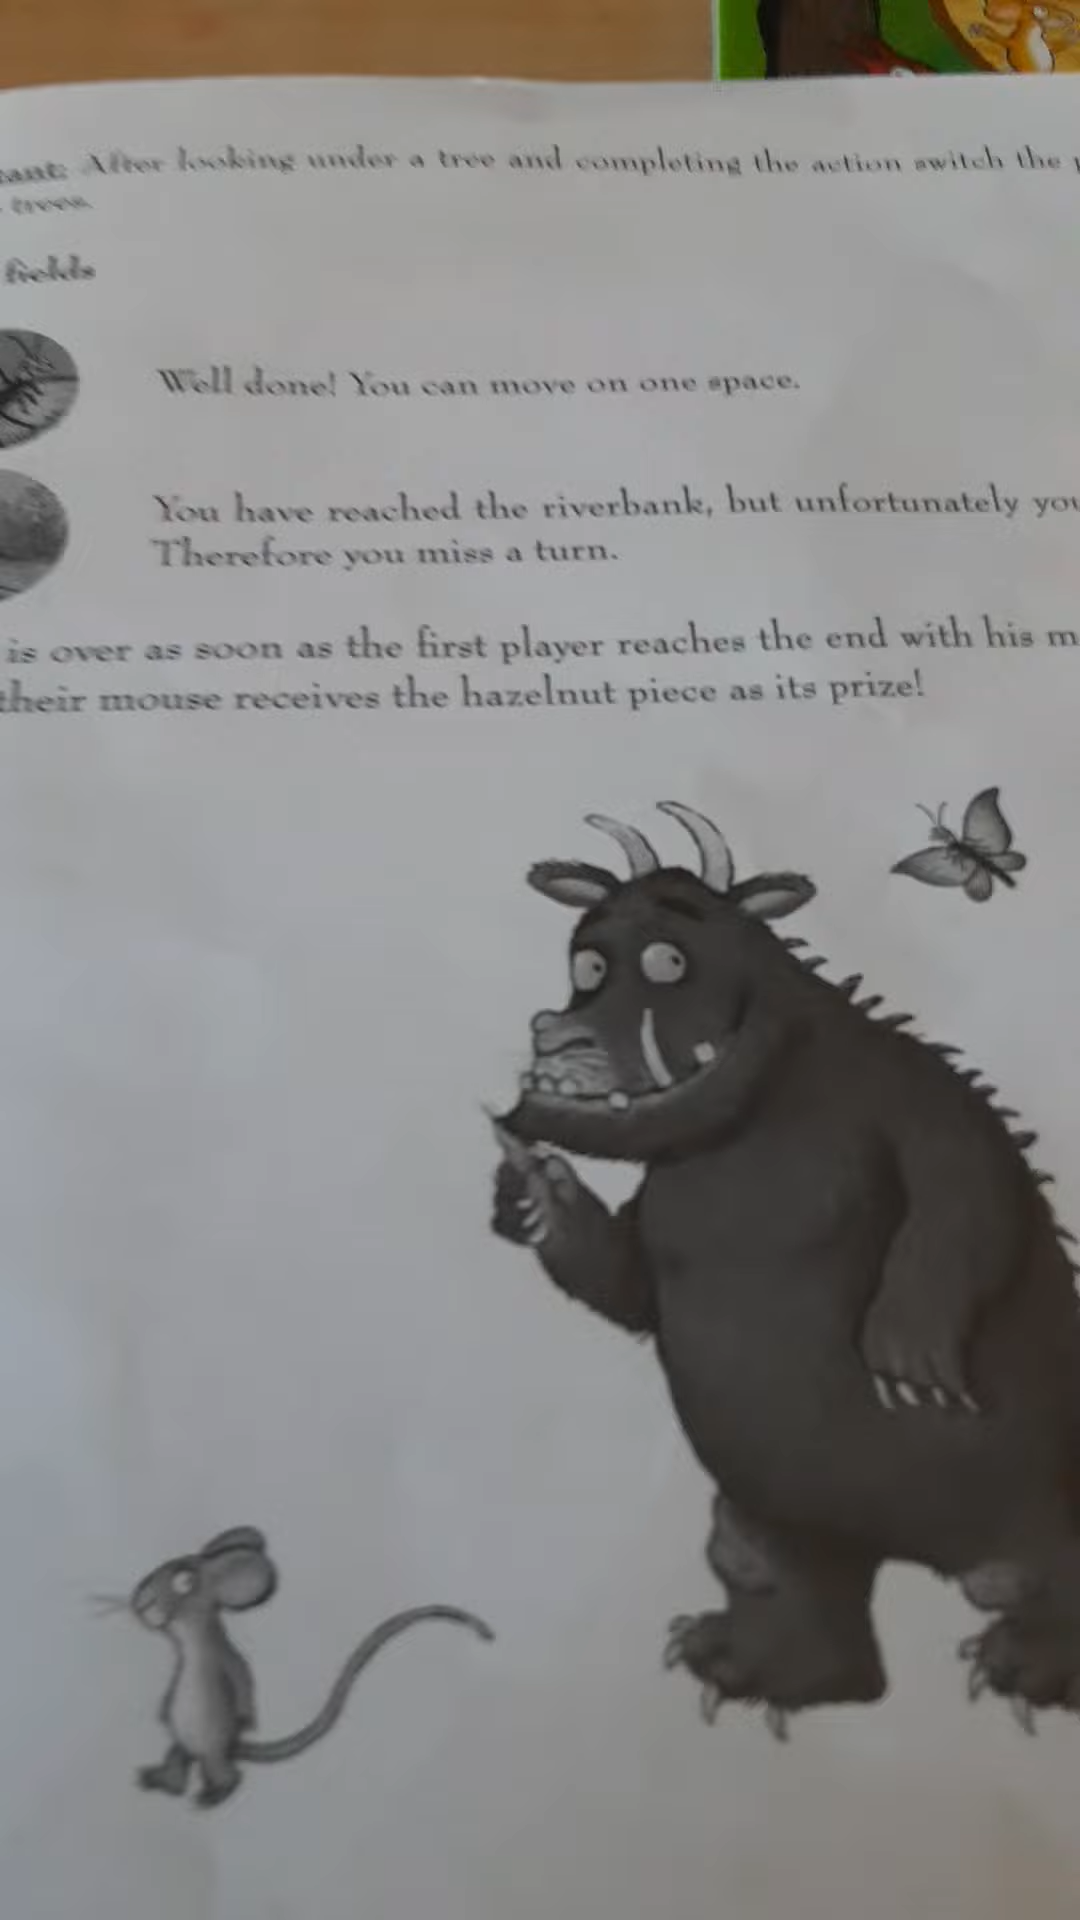 After looking under a tree and completing the action switch the
trees.
fields
Well done! You can move on one space.
You have reached the riverbank, but unfortunately you
Therefore you miss a turn.
is over as soon as the first player reaches the end with his m
their mouse receives the hazelnut piece as its prize!